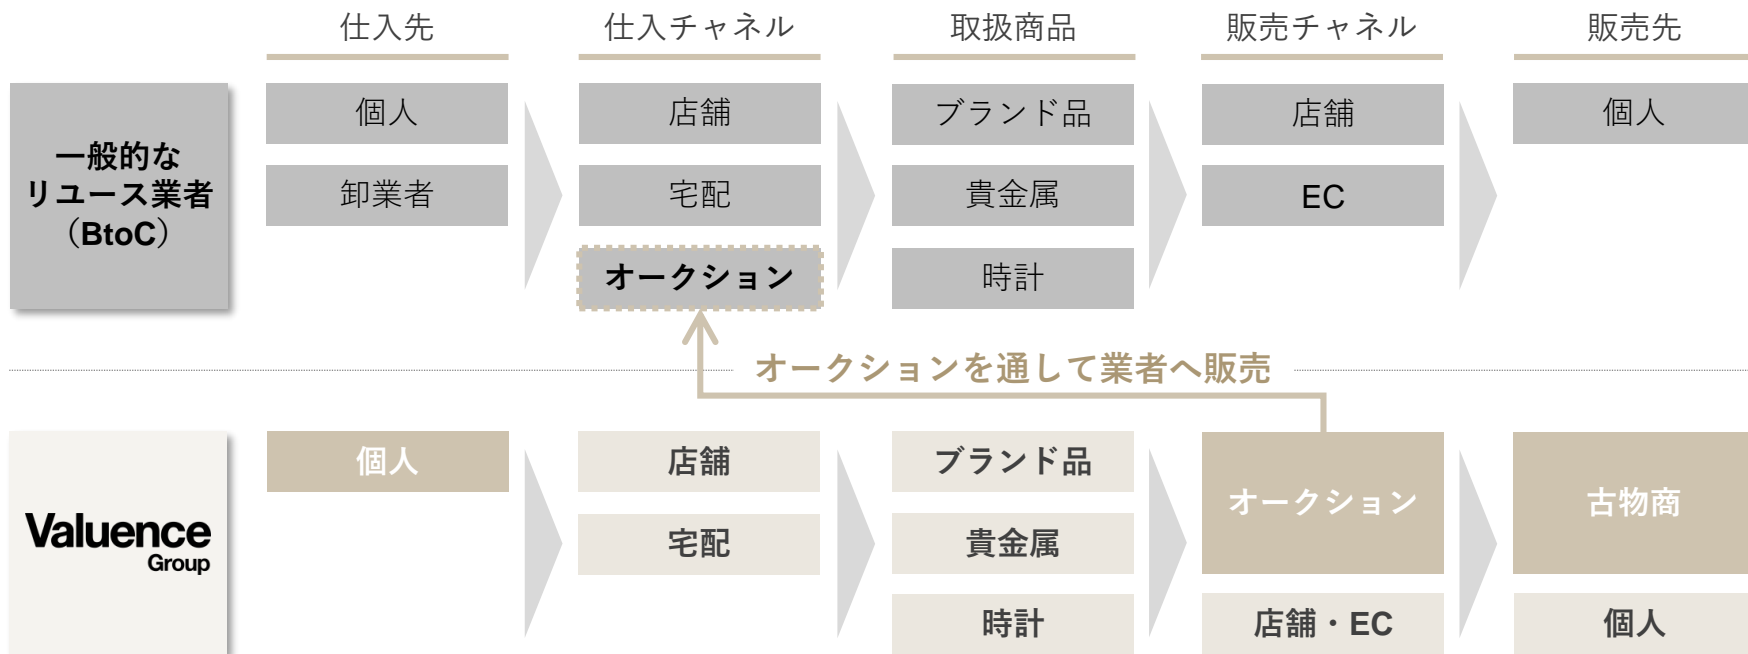 仕入先
仕入チャネル
取扱商品
販売チャネル
販売先
一般的な
リユース業者
（BtoC）
個人
卸業者
店舗
宅配
オークション
ブランド品
貴金属
時計
店舗
EC
個人
オークションを通して業者へ販売
Valuence
Group
個人
店舗
宅配
ブランド品
貴金属
時計
オークション
店舗・EC
古物商
個人